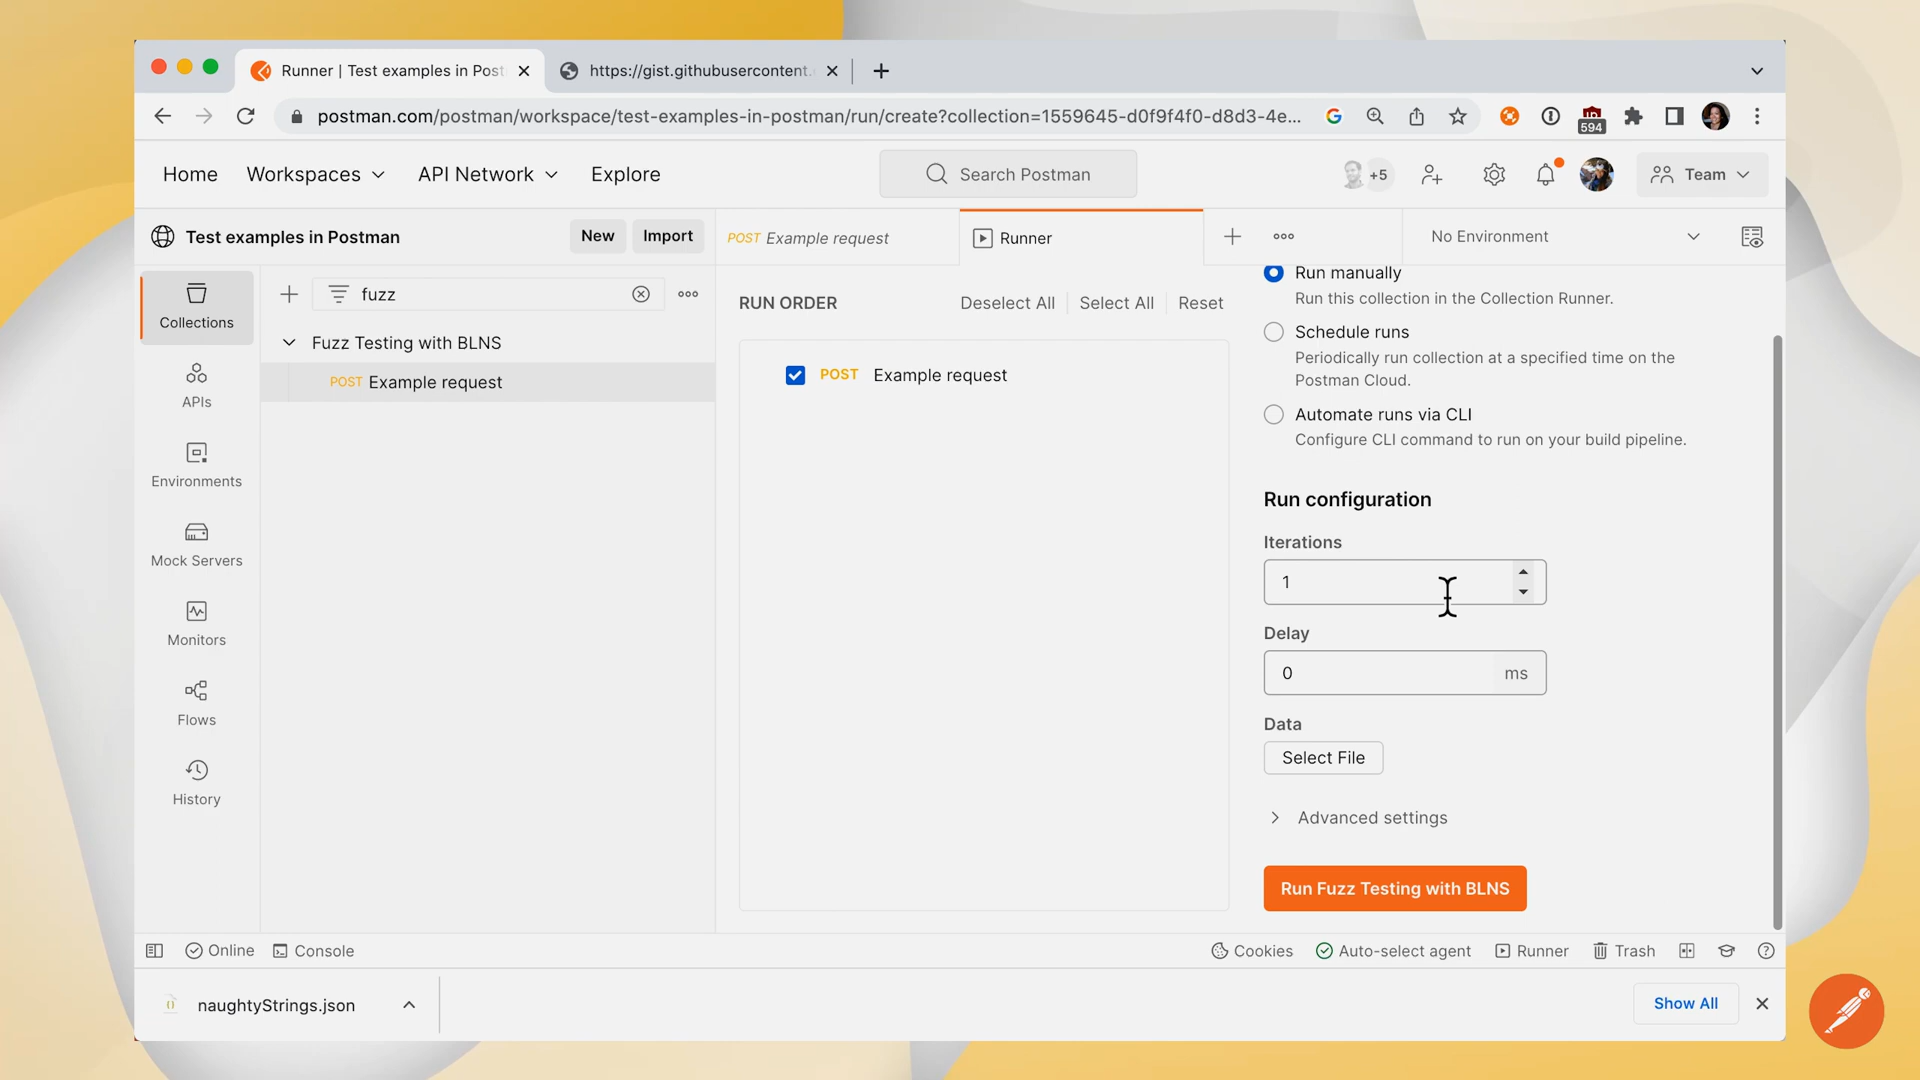 Runner | Test examples in Post
https://gist.githubusercontent.
postman.com/postman/workspace/test-examples-in-postman/run/create?collection=1559645-d0f9f4f0-d8d3-4e...
594
Home
Workspaces
API Network
Explore
Search Postman
+5
Team
Test examples in Postman
New
Import
POST Example request
Runner
No Environment
Collections
APIs
Environments
Mock Servers
Monitors
Flows
History
fuzz
Fuzz Testing with BLNS
POST Example request
RUN ORDER
Deselect All
Select All
Reset
POST Example request
Run manually
Run this collection in the Collection Runner.
Schedule runs
Periodically run collection at a specified time on the
Postman Cloud.
Automate runs via CLI
Configure CLI command to run on your build pipeline.
Run configuration
Iterations
1
Delay
0
ms
Data
Select File
Advanced settings
Run Fuzz Testing with BLNS
Online
Console
Cookies
Auto-select agent
Runner
Trash
naughtyStrings.json
Show All